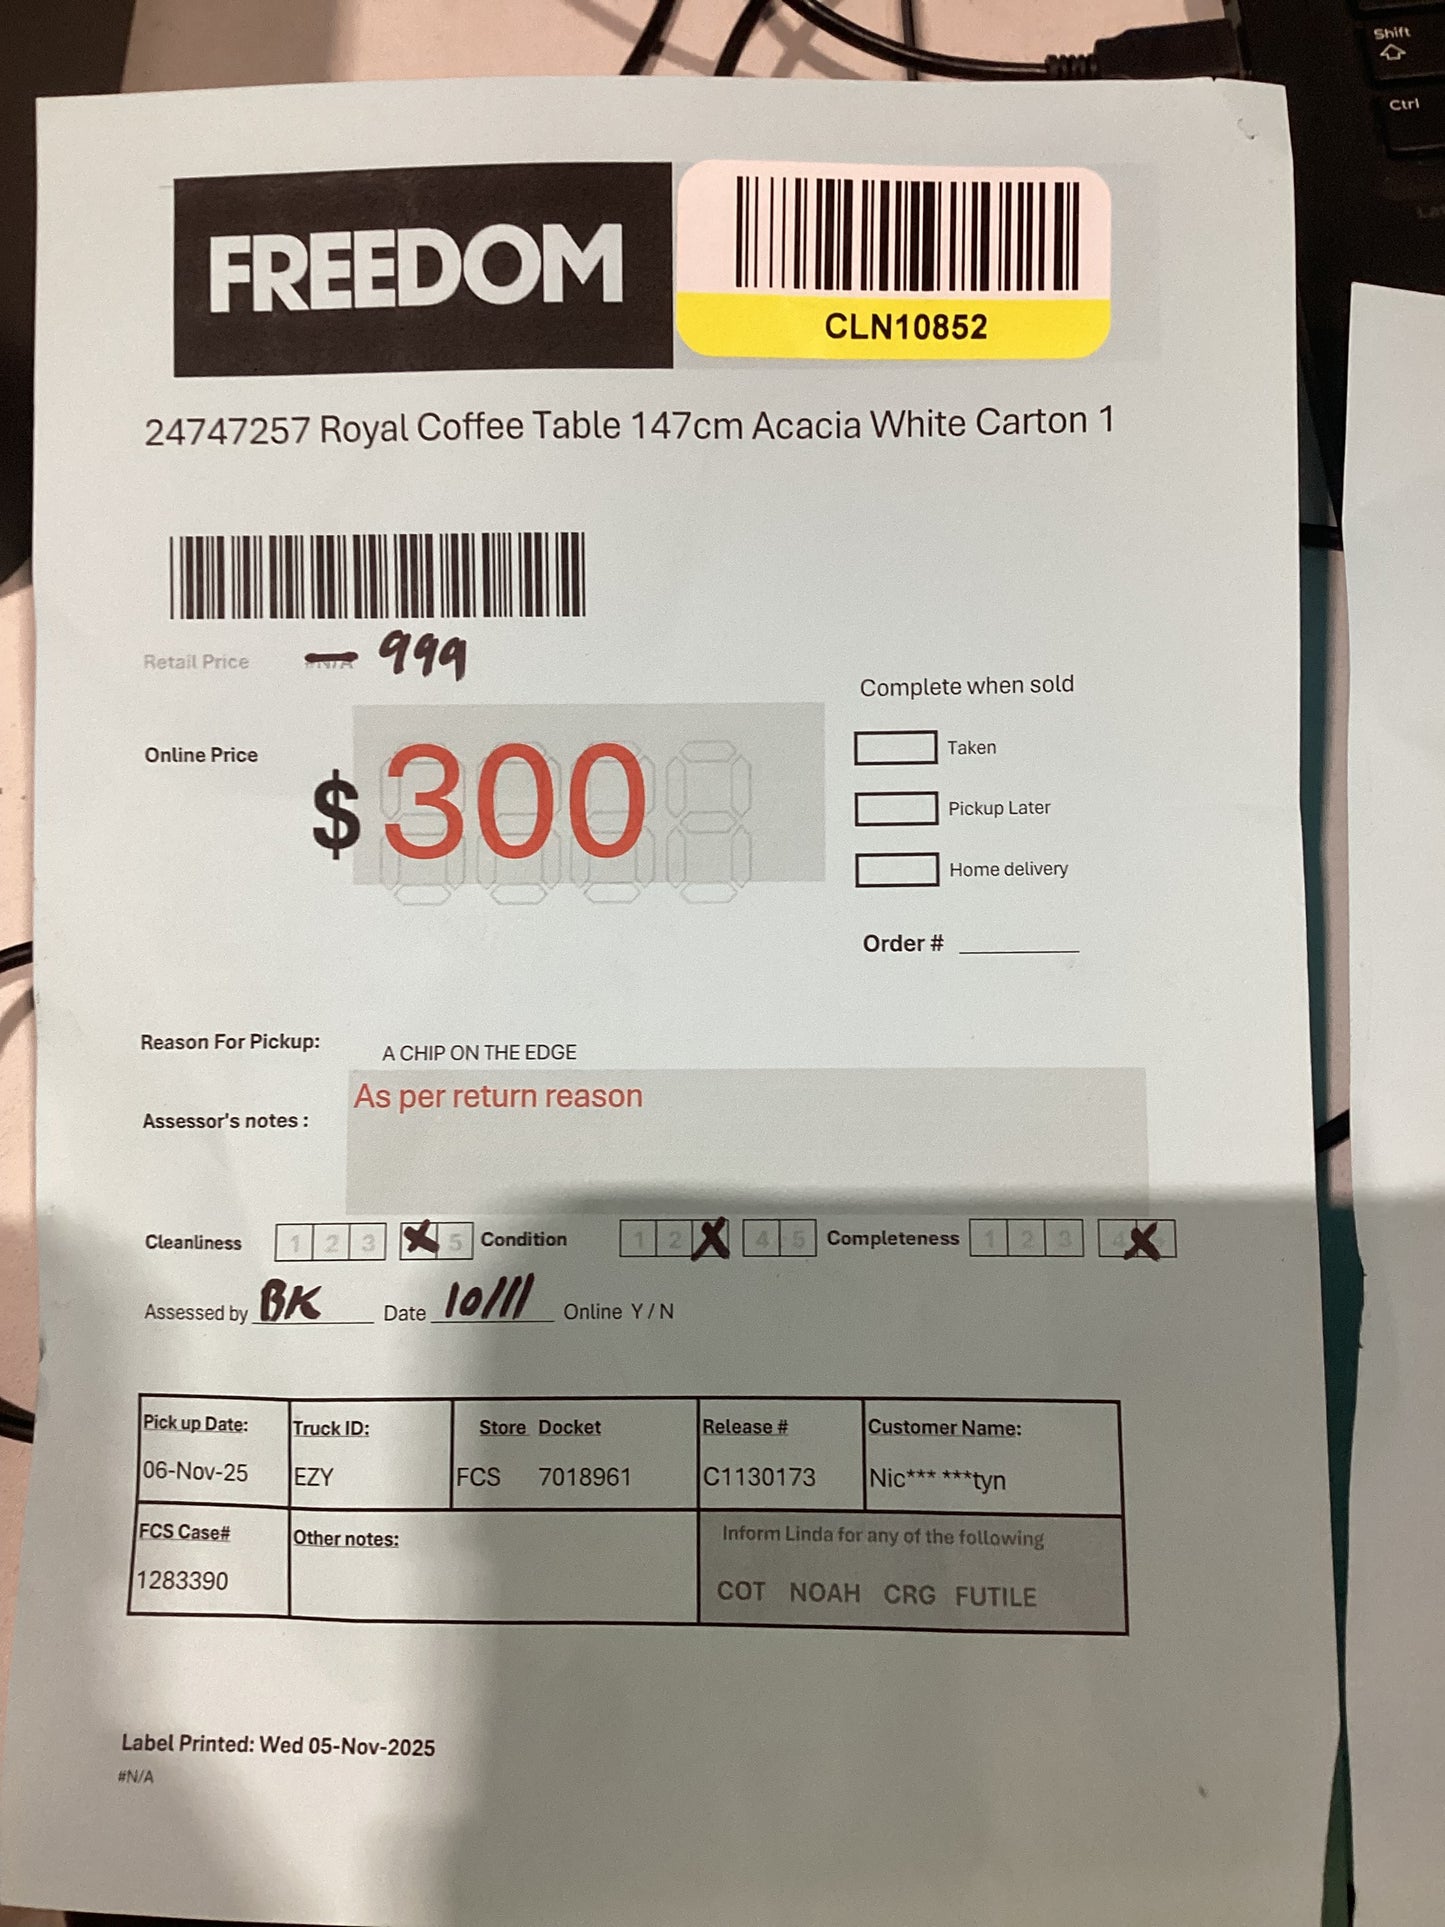 Shift
Ctrl
FREEDOM
CLN10852
24747257 Royal Coffee Table 147cm Acacia White Carton 1
Retail Price #N/A 999
Complete when sold
Online Price
$ 300
Taken
Pickup Later
Home delivery
Order #
Reason For Pickup: A CHIP ON THE EDGE
As per return reason
Assessor's notes :
Cleanliness 1 2 3 X 5 Condition 1 2 X 4 5 Completeness 1 2 3 4 X
Assessed by BK Date 10/11 Online Y / N
Pick up Date: Truck ID: Store Docket Release # Customer Name:
06-Nov-25 EZY FCS 7018961 C1130173 Nic*** ***tyn
FCS Case# Other notes: Inform Linda for any of the following
1283390 COT NOAH CRG FUTILE
Label Printed: Wed 05-Nov-2025
#N/A